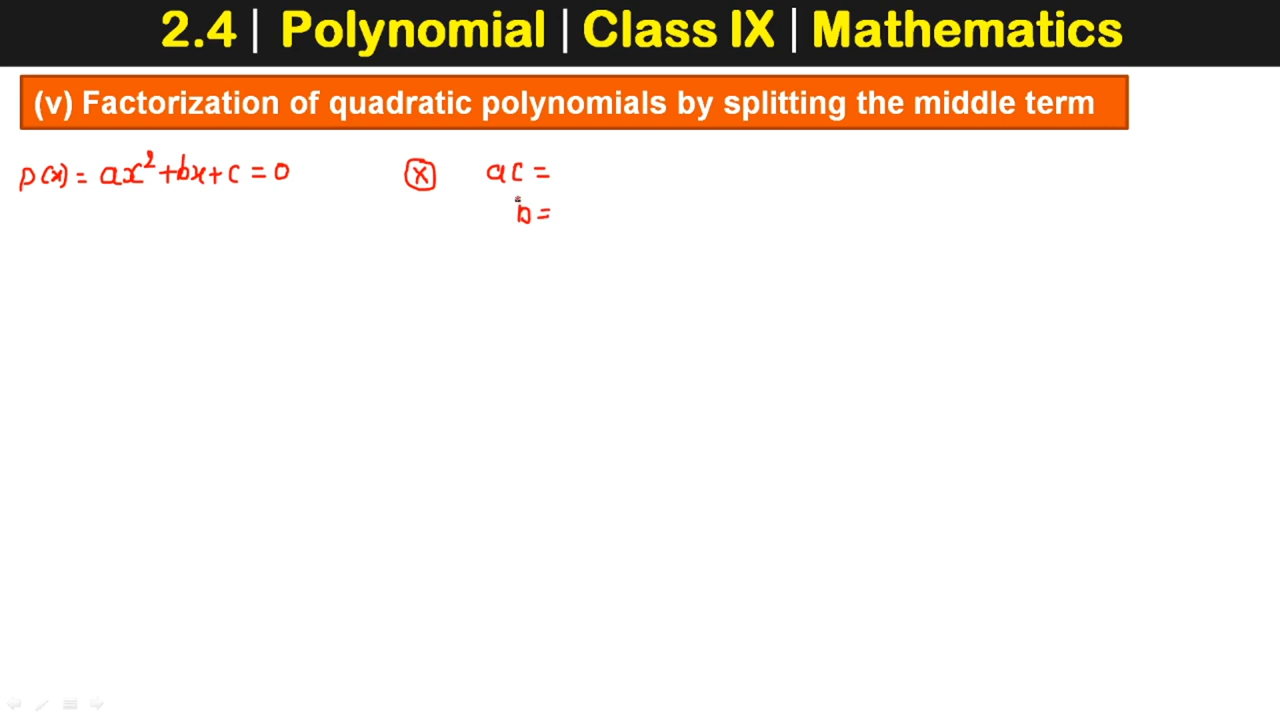 2.4 | Polynomial | Class IX | Mathematics
(v) Factorization of quadratic polynomials by splitting the middle term
p(x) = ax²+bx+c = 0
ⓧ ac =
b =